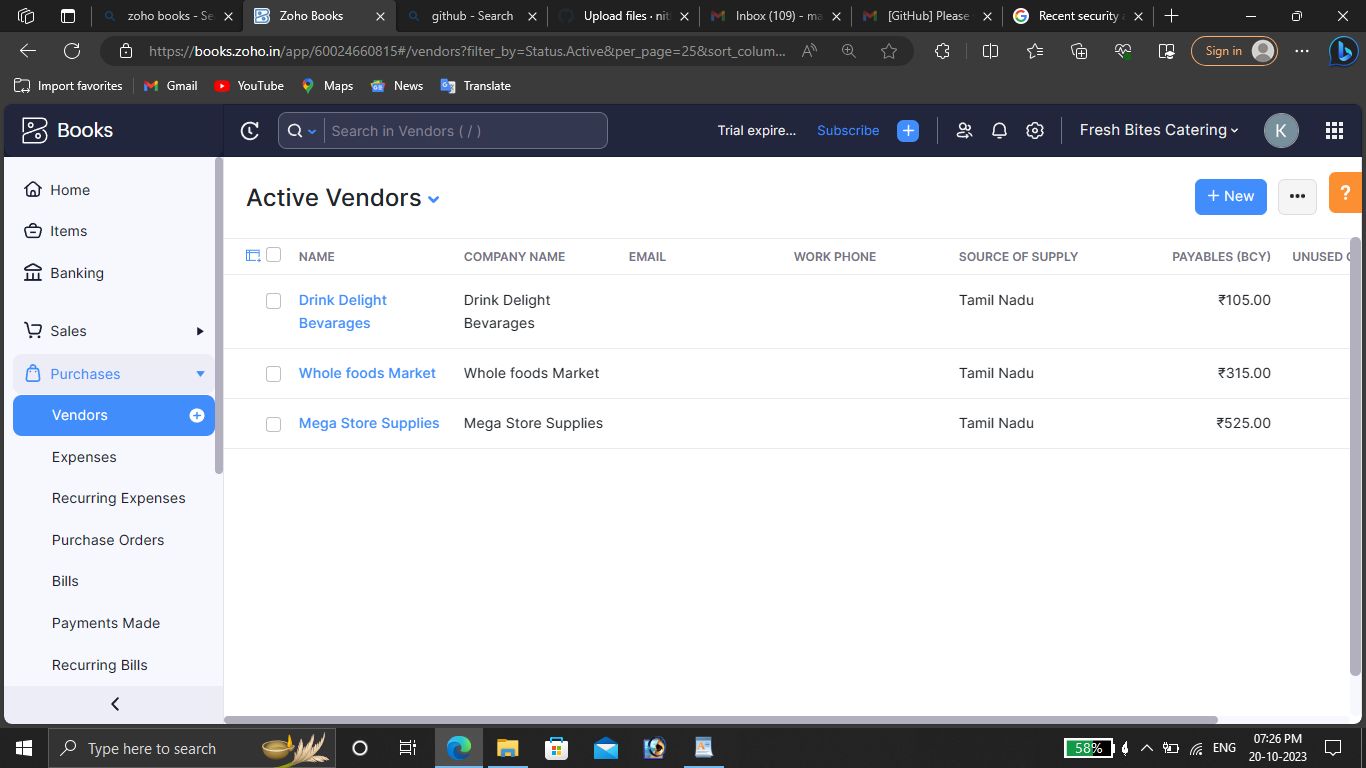 zoho books - Se
Zoho Books
github - Search
Upload files · nit
Inbox (109) - ma
[GitHub] Please
Recent security a
https://books.zoho.in/app/60024660815#/vendors?filter_by=Status.Active&per_page=25&sort_colum...
Sign in
Import favorites
Gmail
YouTube
Maps
News
Translate
Books
Search in Vendors ( / )
Trial expire...
Subscribe
Fresh Bites Catering
K
Home
Items
Banking
Sales
Purchases
Vendors
Expenses
Recurring Expenses
Purchase Orders
Bills
Payments Made
Recurring Bills
Active Vendors
+ New
?
NAME COMPANY NAME EMAIL WORK PHONE SOURCE OF SUPPLY PAYABLES (BCY) UNUSED C
Drink Delight Drink Delight Tamil Nadu ₹105.00
Bevarages Bevarages
Whole foods Market Whole foods Market Tamil Nadu ₹315.00
Mega Store Supplies Mega Store Supplies Tamil Nadu ₹525.00
Type here to search
58%
ENG
07:26 PM
20-10-2023